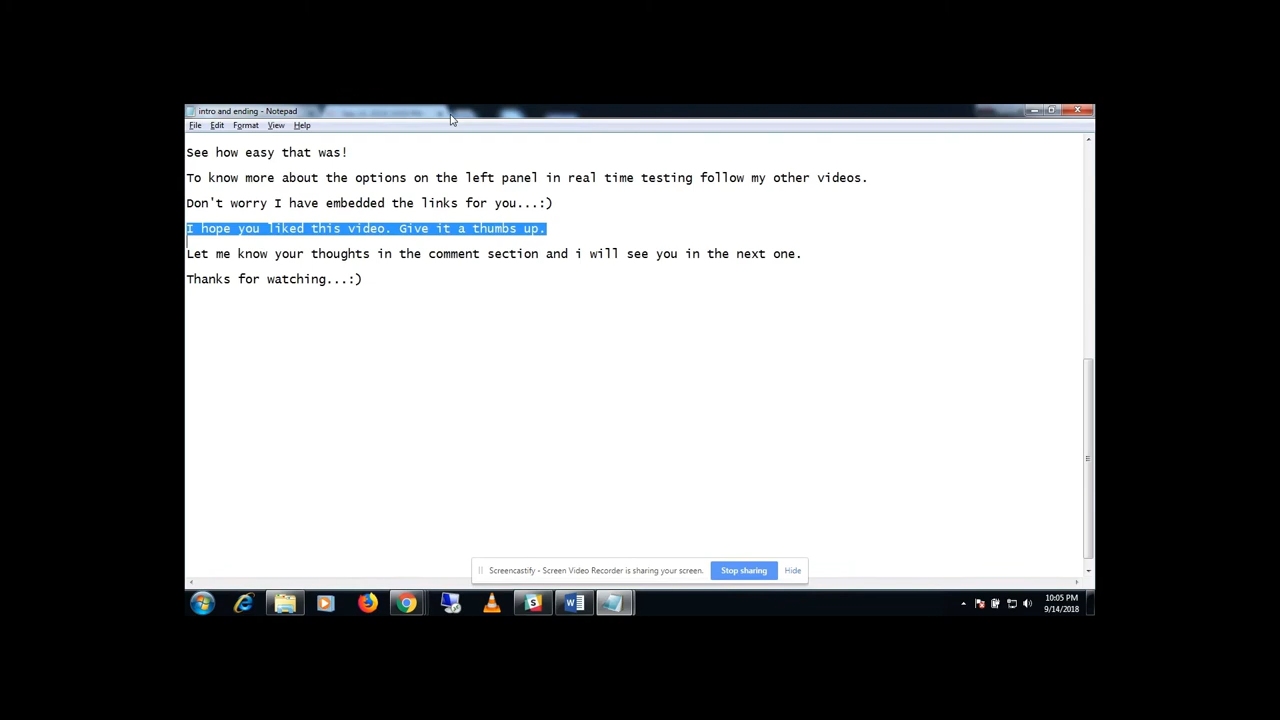 intro and ending - Notepad
File Edit Format View Help
See how easy that was!
To know more about the options on the left panel in real time testing follow my other videos.
Don't worry I have embedded the links for you...:)
I hope you liked this video. Give it a thumbs up.
Let me know your thoughts in the comment section and i will see you in the next one.
Thanks for watching...:)
Screencastify - Screen Video Recorder is sharing your screen. Stop sharing Hide
10:05 PM
9/14/2018